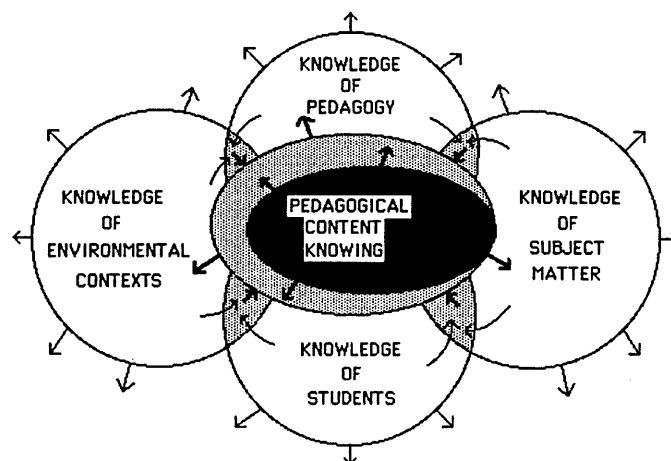 KNOWLEDGE
OF
PEDAGOGY
KNOWLEDGE
OF
ENVIRONMENTAL
CONTEXTS
PEDAGOGICAL
CONTENT
KNOWING
KNOWLEDGE
OF
SUBJECT
MATTER
KNOWLEDGE
OF
STUDENTS